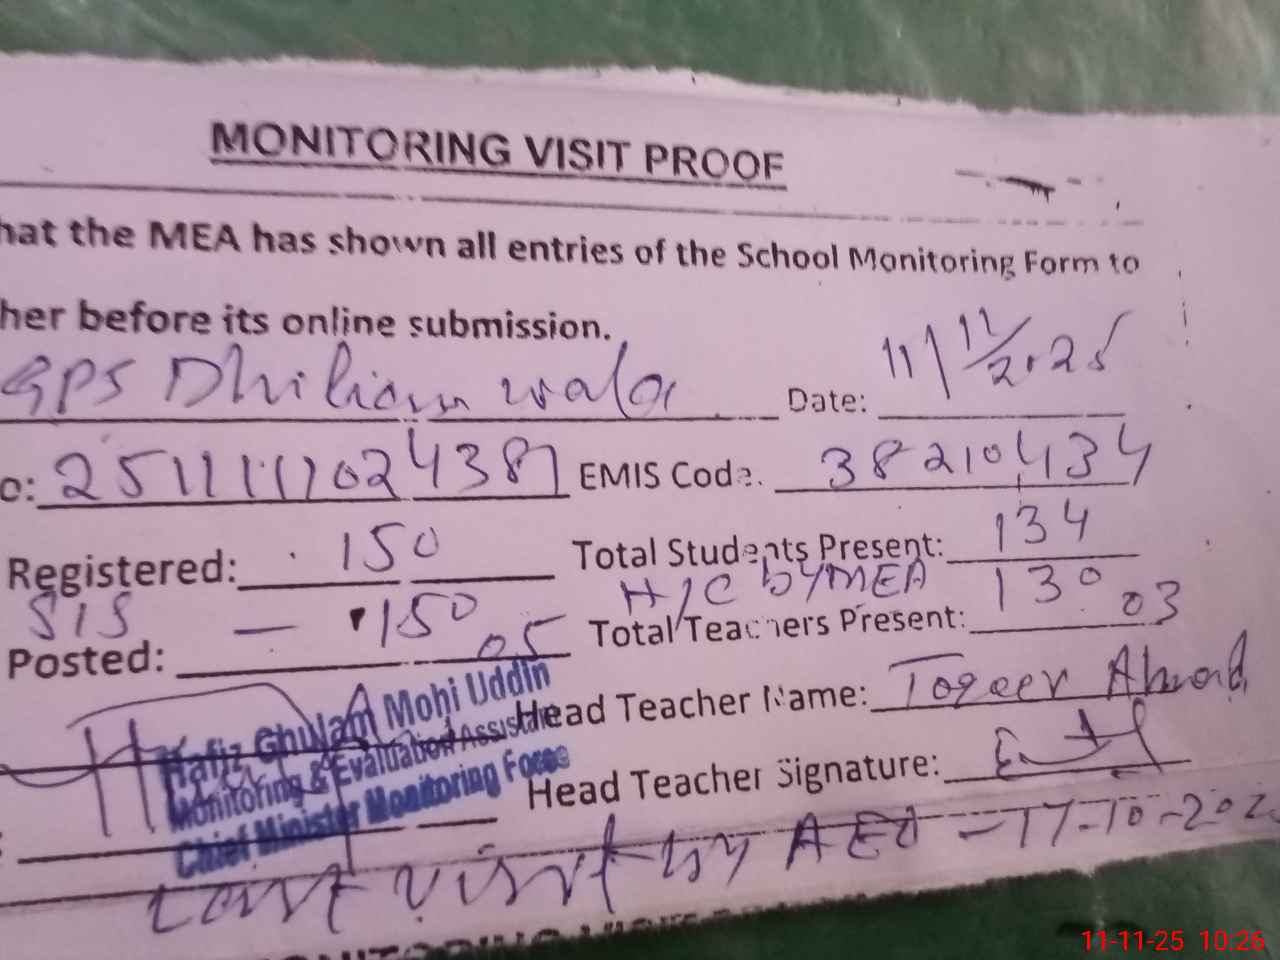 MONITORING VISIT PROOF
hat the MEA has shown all entries of the School Monitoring Form to
her before its online submission.
GPS Dhilianwala Date: 11/11/2025
o: EMIS Code. 38210434
Registered: 150 Total Students Present: 134
SIS - 150 H/C by MEA 130
Posted: 05 Total Teachers Present: 03
Hafiz Ghulam Mohi Uddin
Monitoring & Evaluation Assistant
Chief Minister Monitoring Force
Head Teacher Name: Toqeer Ahmad
Head Teacher Signature:
Last visit by AEO - 17-10-202
11-11-25 10:26